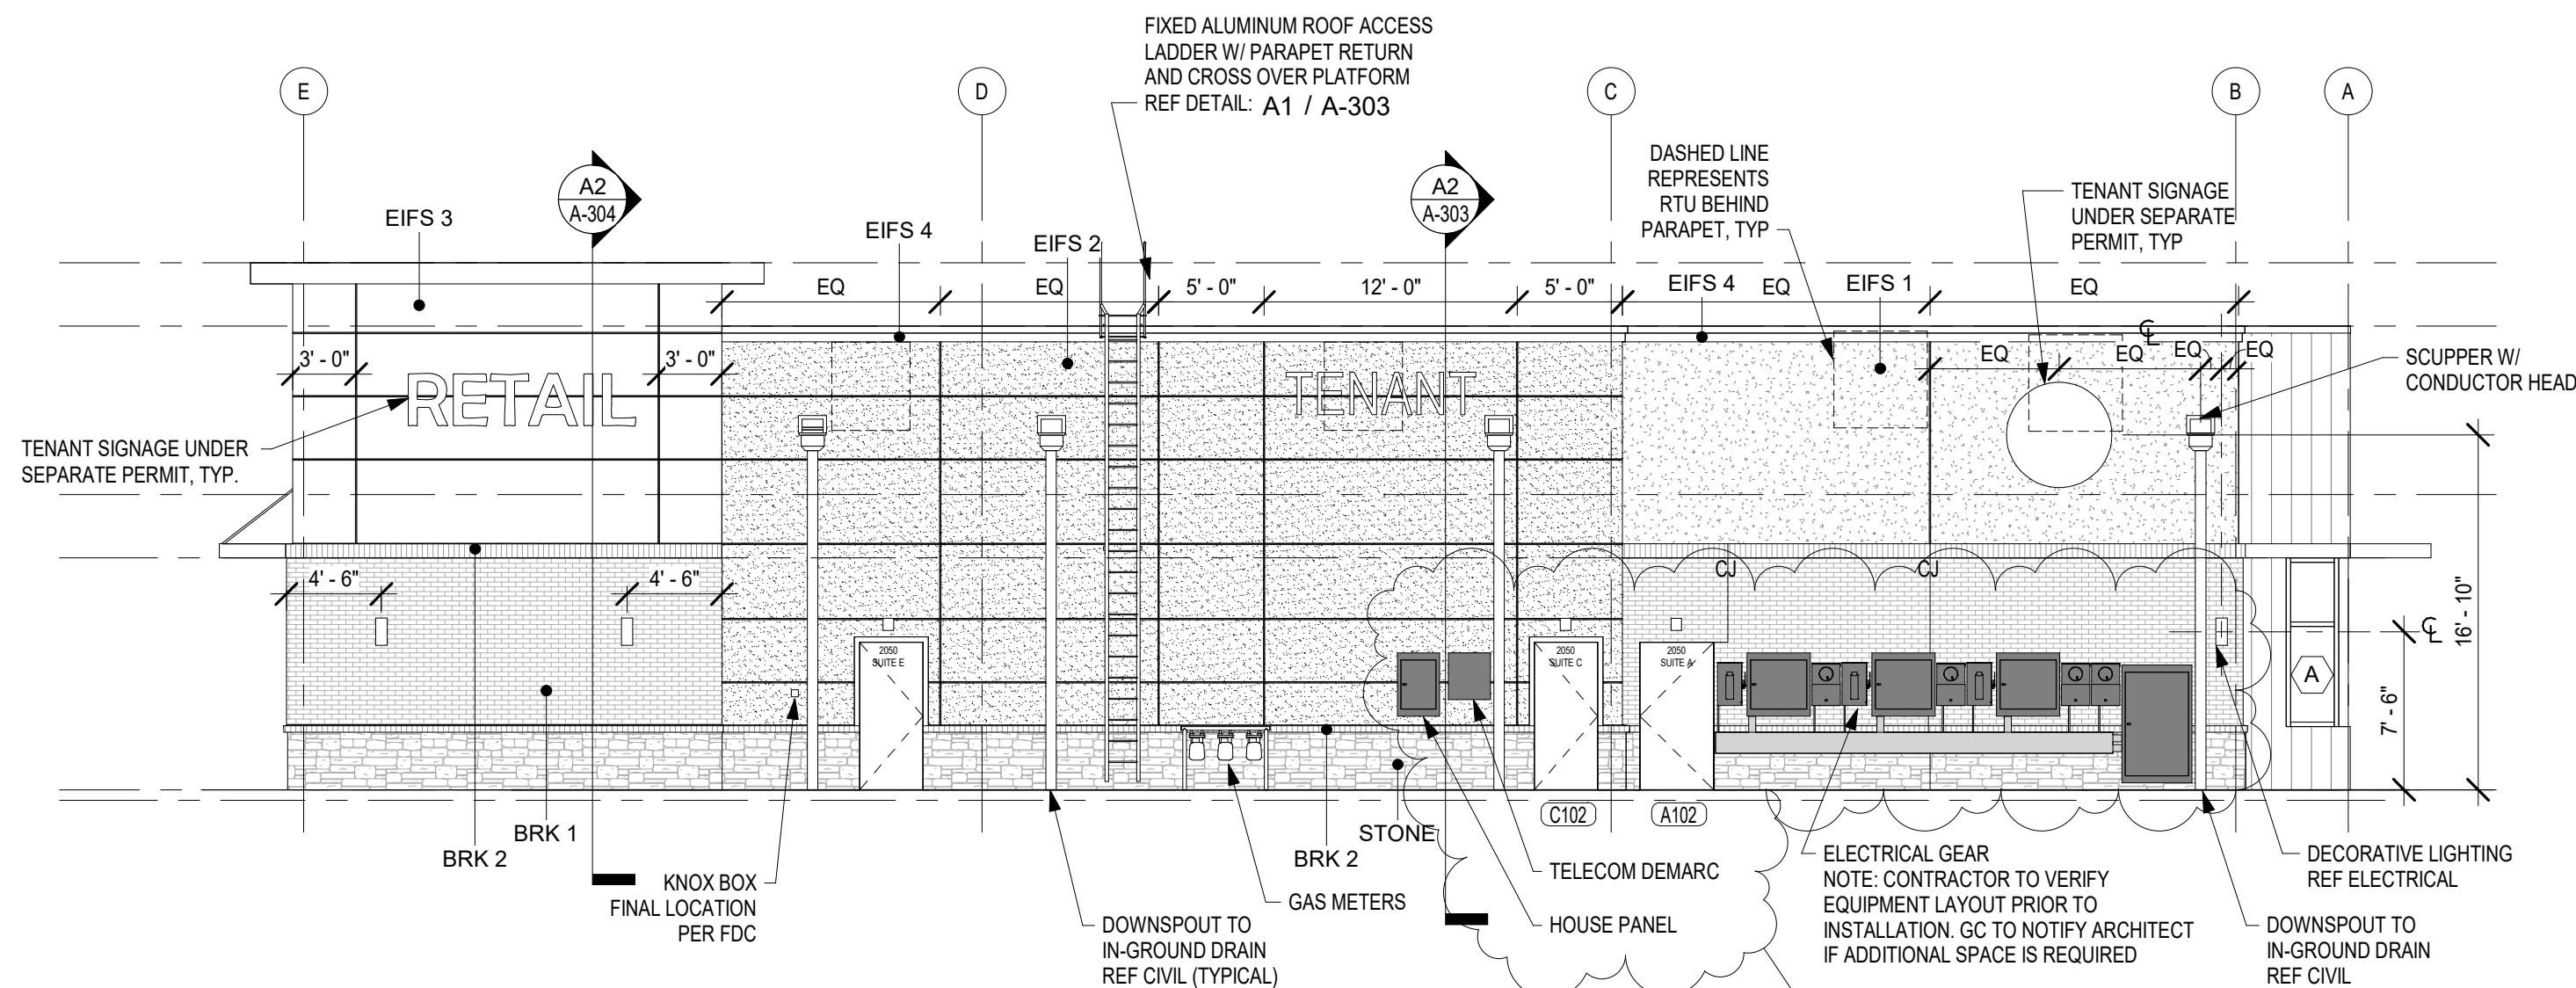 FIXED ALUMINUM ROOF ACCESS
LADDER W/ PARAPET RETURN
AND CROSS OVER PLATFORM
REF DETAIL: A1 / A-303
E
D
C
B
A
A2
A-304
A2
A-303
DASHED LINE
REPRESENTS
RTU BEHIND
PARAPET, TYP
TENANT SIGNAGE
UNDER SEPARATE
PERMIT, TYP
EIFS 3
EIFS 4
EIFS 2
EIFS 4
EIFS 1
EQ
EQ
5' - 0"
12' - 0"
5' - 0"
EQ
EQ
3' - 0"
3' - 0"
℄
EQ
EQ
EQ
EQ
SCUPPER W/
CONDUCTOR HEAD
RETAIL
TENANT
TENANT SIGNAGE UNDER
SEPARATE PERMIT, TYP.
4' - 6"
4' - 6"
CJ
CJ
℄
16' - 10"
7' - 6"
2050
SUITE E
2050
SUITE C
2050
SUITE A
A
C102
A102
BRK 1
BRK 2
STONE
BRK 2
KNOX BOX
FINAL LOCATION
PER FDC
GAS METERS
TELECOM DEMARC
HOUSE PANEL
DOWNSPOUT TO
IN-GROUND DRAIN
REF CIVIL (TYPICAL)
ELECTRICAL GEAR
NOTE: CONTRACTOR TO VERIFY
EQUIPMENT LAYOUT PRIOR TO
INSTALLATION. GC TO NOTIFY ARCHITECT
IF ADDITIONAL SPACE IS REQUIRED
DECORATIVE LIGHTING
REF ELECTRICAL
DOWNSPOUT TO
IN-GROUND DRAIN
REF CIVIL